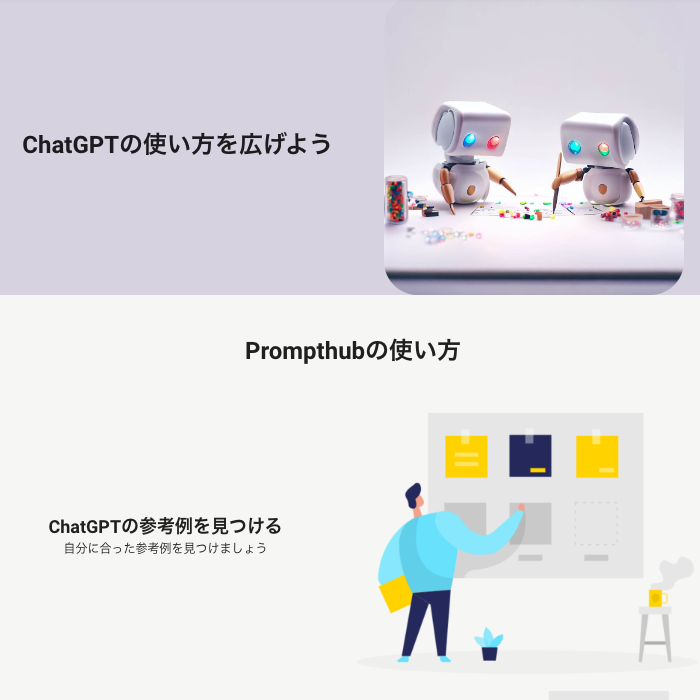 ChatGPTの使い方を広げよう
Prompthubの使い方
ChatGPTの参考例を見つける
自分に合った参考例を見つけましょう